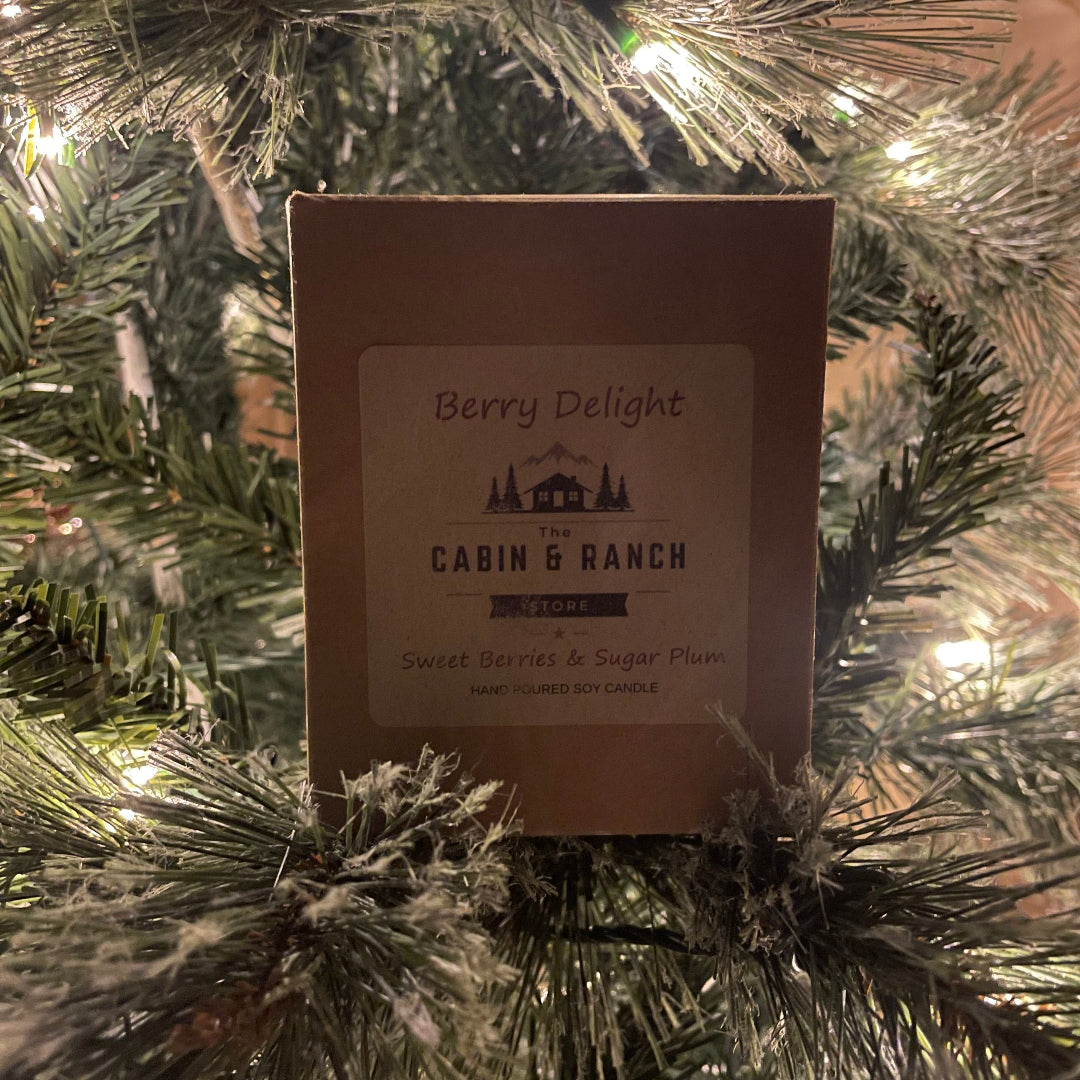 Berry Delight
The
CABIN & RANCH
STORE
Sweet Berries & Sugar Plum
HAND POURED SOY CANDLE